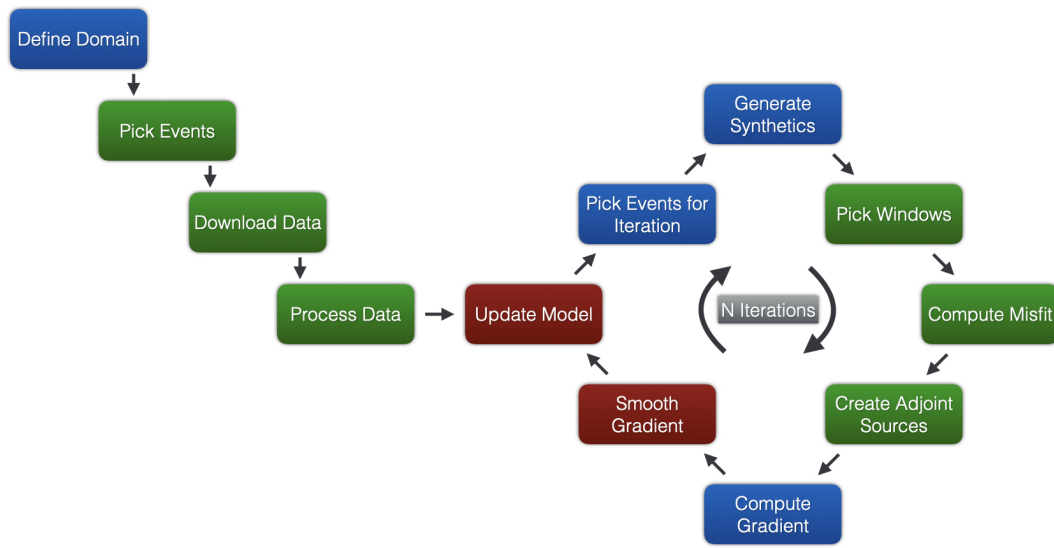 Define Domain
Pick Events
Download Data
Process Data
Update Model
Pick Events for
Iteration
Generate
Synthetics
Pick Windows
Compute Misfit
Create Adjoint
Sources
Compute
Gradient
Smooth
Gradient
N Iterations